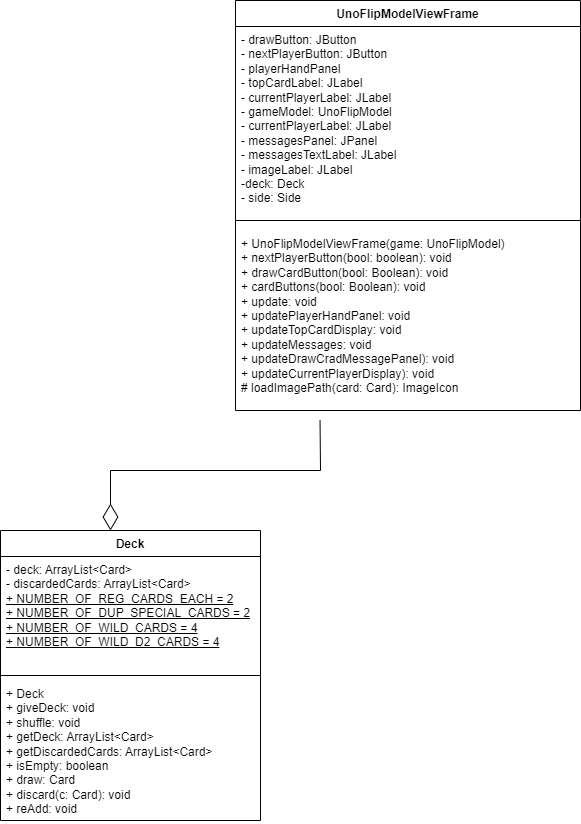 UnoFlipModelViewFrame
- drawButton: JButton
- nextPlayerButton: JButton
- playerHandPanel
- topCardLabel: JLabel
- currentPlayerLabel: JLabel
- gameModel: UnoFlipModel
- currentPlayerLabel: JLabel
- messagesPanel: JPanel
- messagesTextLabel: JLabel
- imageLabel: JLabel
-deck: Deck
- side: Side
+ UnoFlipModelViewFrame(game: UnoFlipModel)
+ nextPlayerButton(bool: boolean): void
+ drawCardButton(bool: Boolean): void
+ cardButtons(bool: Boolean): void
+ update: void
+ updatePlayerHandPanel: void
+ updateTopCardDisplay: void
+ updateMessages: void
+ updateDrawCradMessagePanel): void
+ updateCurrentPlayerDisplay): void
# loadImagePath(card: Card): ImageIcon
Deck
- deck: ArrayList<Card>
- discardedCards: ArrayList<Card>
+ NUMBER_OF_REG_CARDS_EACH = 2
+ NUMBER_OF_DUP_SPECIAL_CARDS = 2
+ NUMBER_OF_WILD_CARDS = 4
+ NUMBER_OF_WILD_D2_CARDS = 4
+ Deck
+ giveDeck: void
+ shuffle: void
+ getDeck: ArrayList<Card>
+ getDiscardedCards: ArrayList<Card>
+ isEmpty: boolean
+ draw: Card
+ discard(c: Card): void
+ reAdd: void